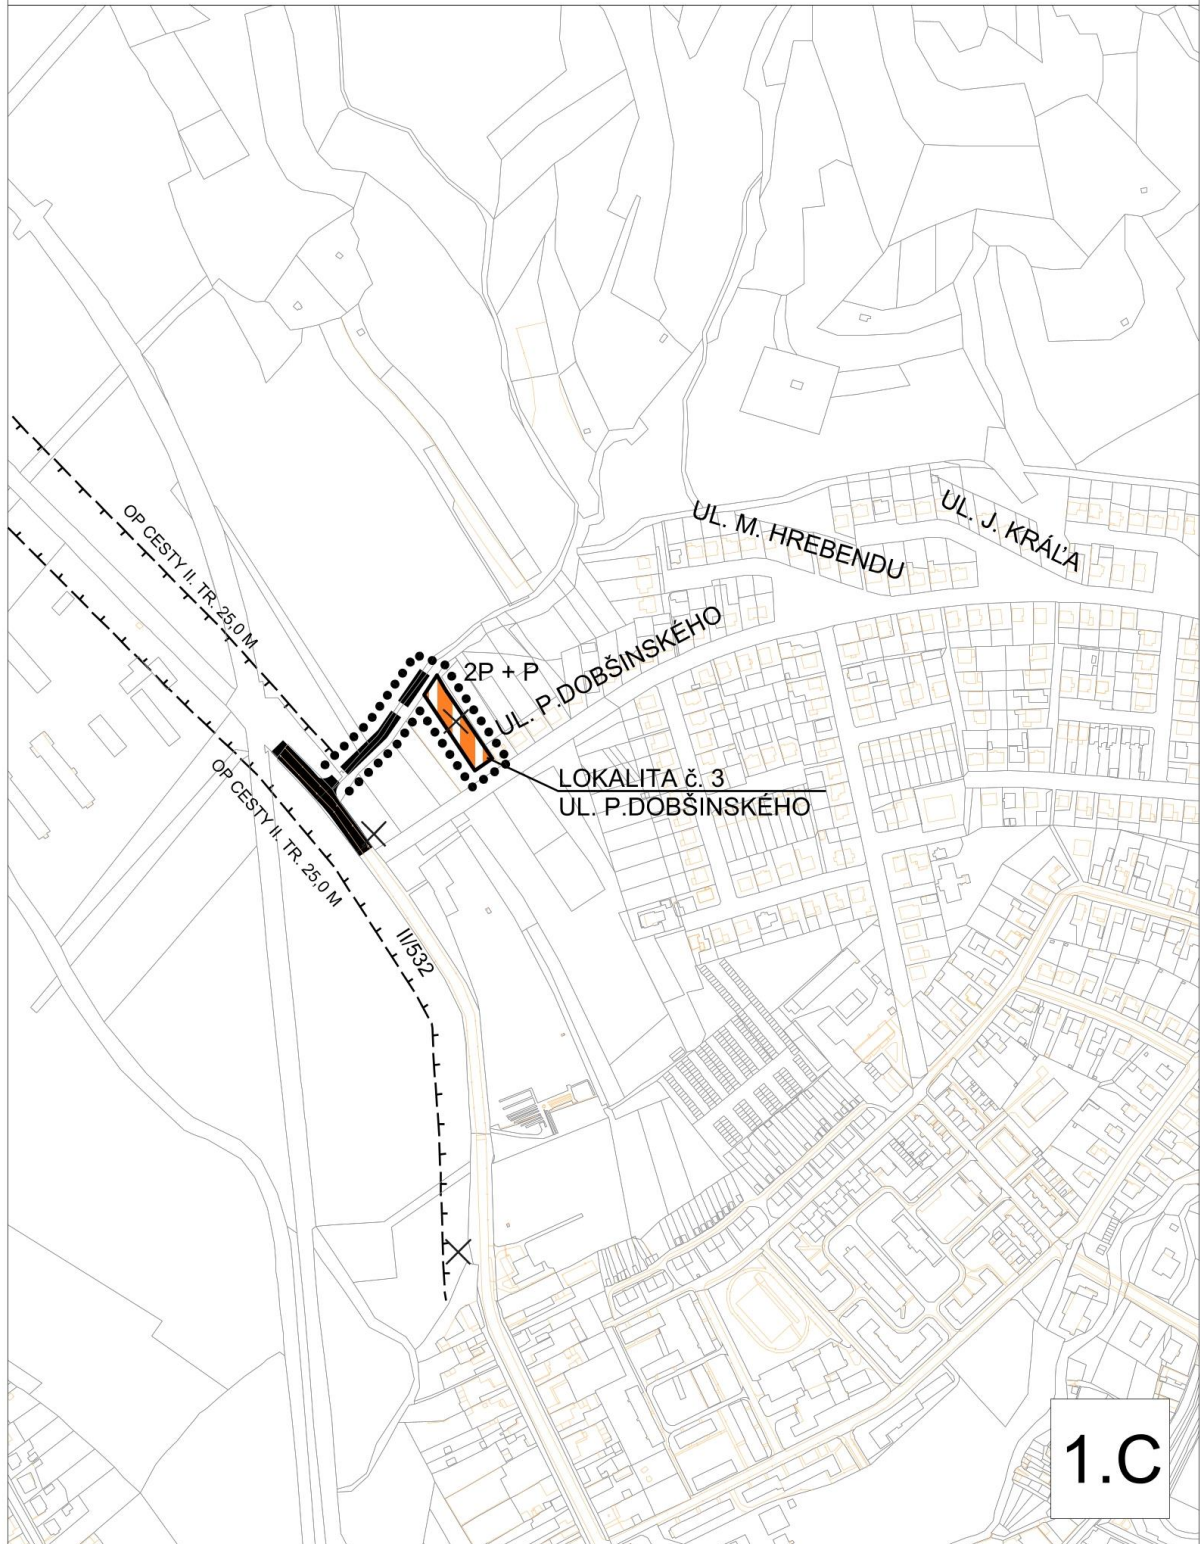 UL. M. HREBENDU
UL. J. KRÁĽA
OP CESTY II. TR. 25,0 M
2P + P
UL. P.DOBŠINSKÉHO
LOKALITA č. 3
UL. P.DOBŠINSKÉHO
OP CESTY II. TR. 25,0 M
II/532
1.C